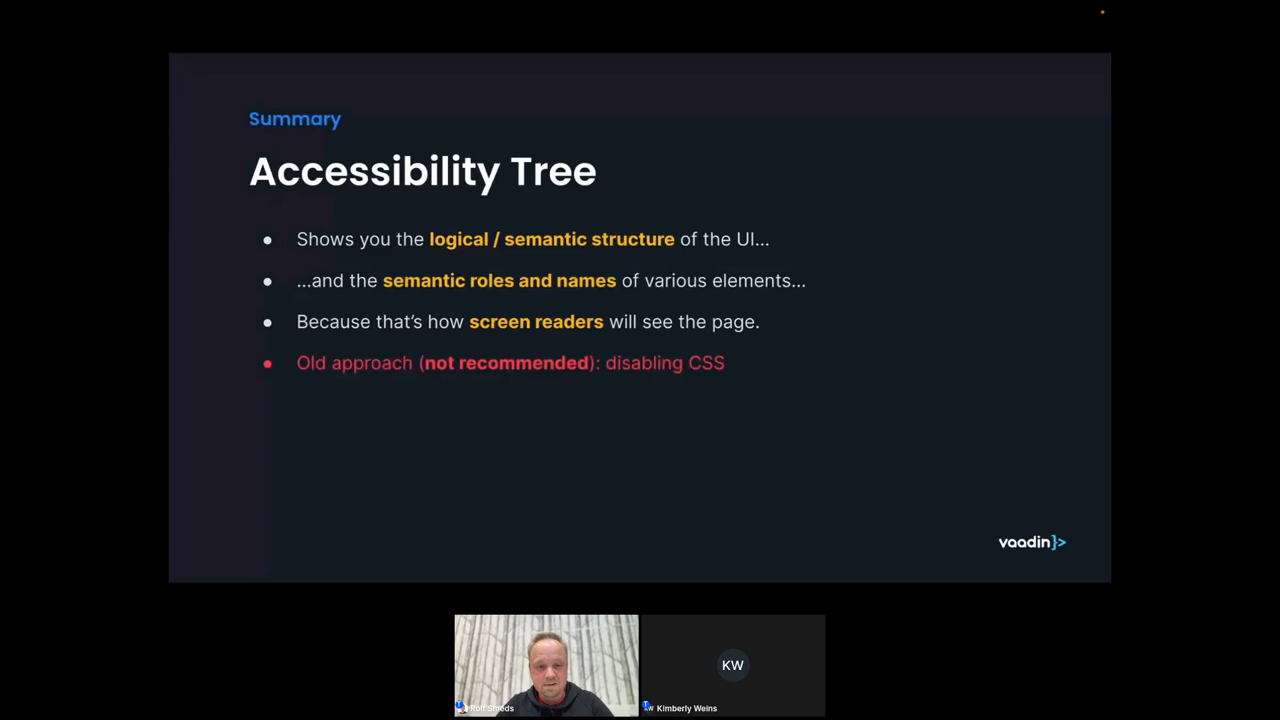 Summary
Accessibility Tree
• Shows you the logical / semantic structure of the UI...
• ...and the semantic roles and names of various elements...
• Because that’s how screen readers will see the page.
• Old approach (not recommended): disabling CSS
vaadin}>
KW
Rolf Smeds
Kimberly Weins